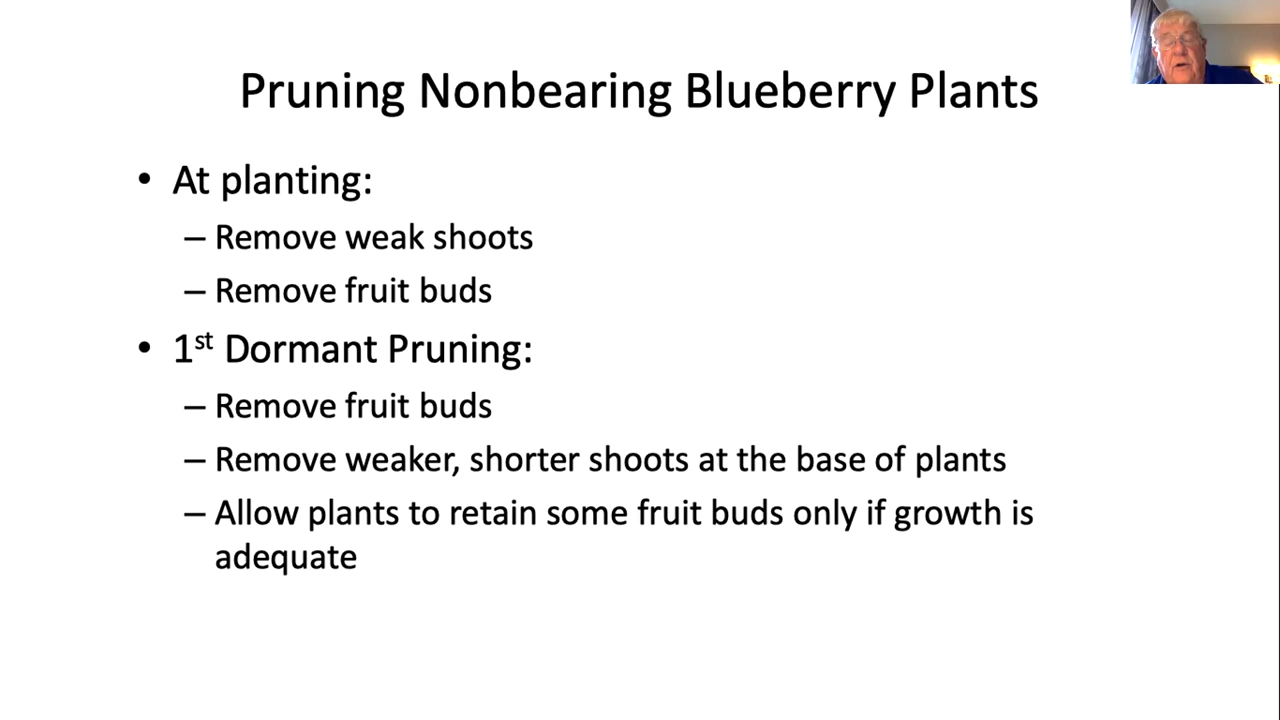 Pruning Nonbearing Blueberry Plants
• At planting:
– Remove weak shoots
– Remove fruit buds
• 1st Dormant Pruning:
– Remove fruit buds
– Remove weaker, shorter shoots at the base of plants
– Allow plants to retain some fruit buds only if growth is
adequate